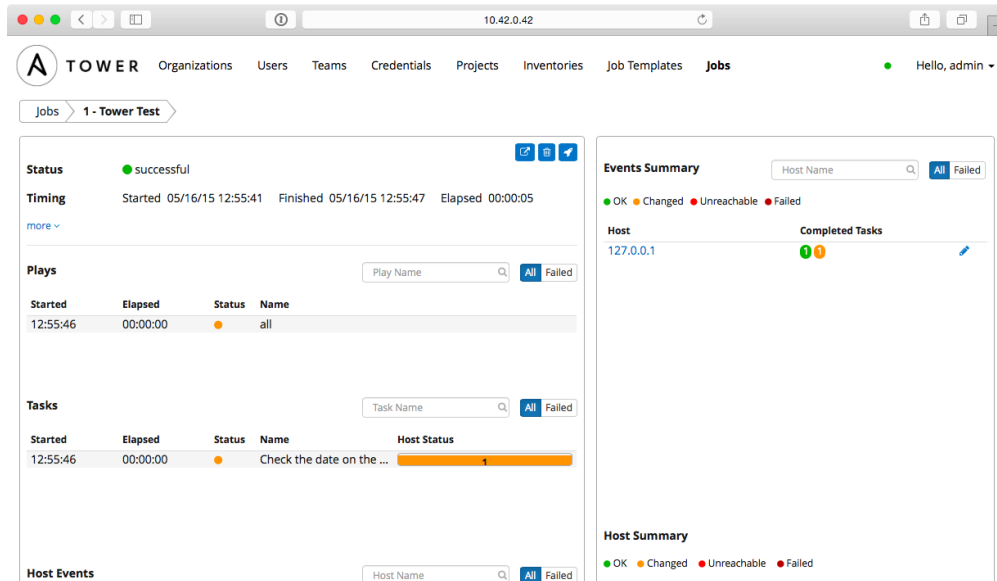 10.42.0.42
A TOWER Organizations Users Teams Credentials Projects Inventories Job Templates Jobs Hello, admin
Jobs 1 - Tower Test
Status successful
Timing Started 05/16/15 12:55:41 Finished 05/16/15 12:55:47 Elapsed 00:00:05
more
Plays Play Name All Failed
Started Elapsed Status Name
12:55:46 00:00:00 all
Tasks Task Name All Failed
Started Elapsed Status Name Host Status
12:55:46 00:00:00 Check the date on the ... 1
Host Events Host Name All Failed
Events Summary Host Name All Failed
OK Changed Unreachable Failed
Host Completed Tasks
127.0.0.1 1 1
Host Summary
OK Changed Unreachable Failed